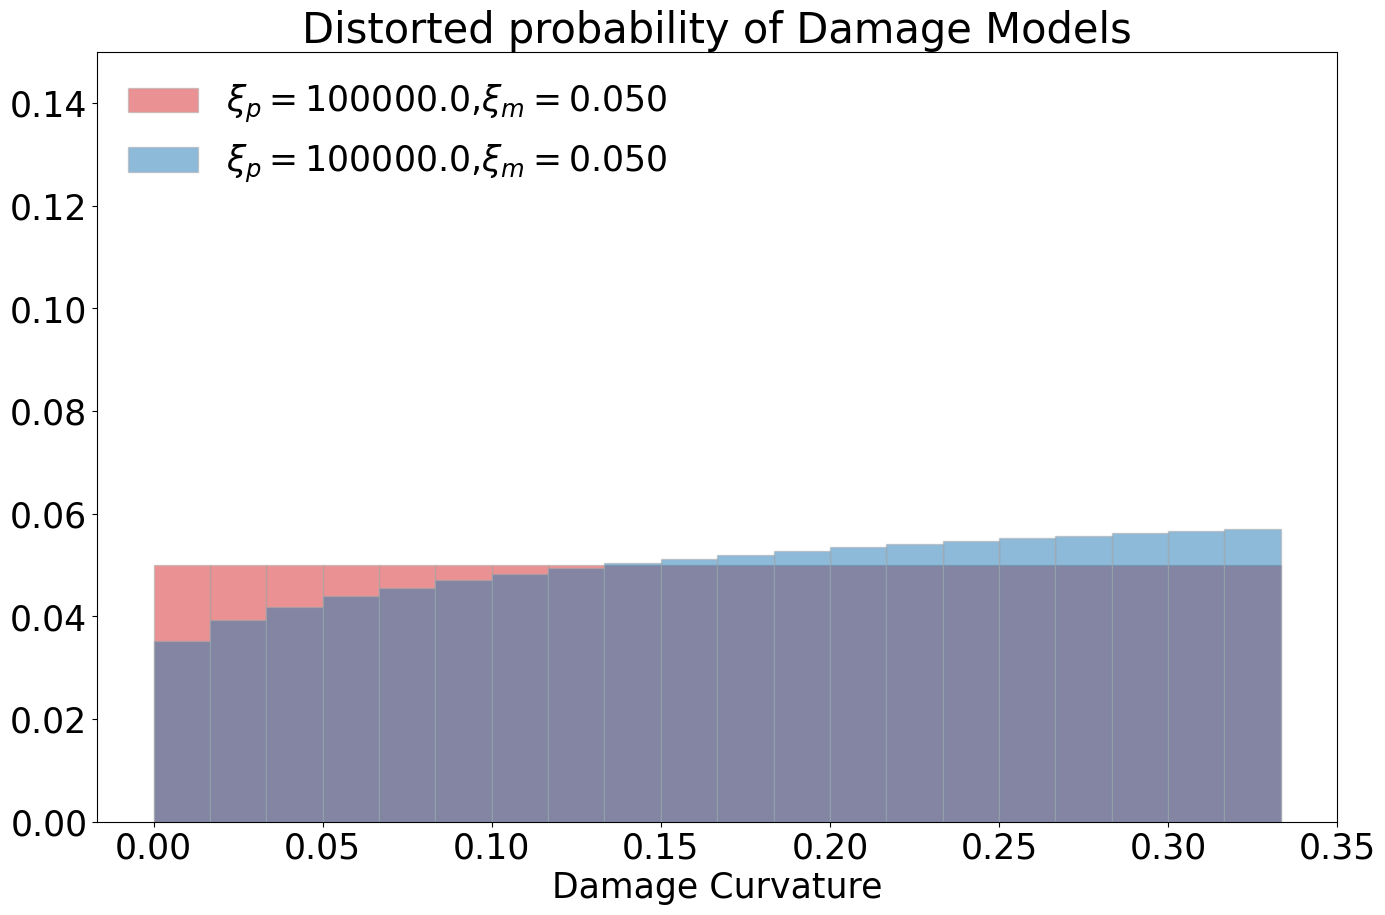 Distorted probability of Damage Models
ξp = 100000.0,ξm = 0.050
ξp = 100000.0,ξm = 0.050
0.14
0.12
0.10
0.08
0.06
0.04
0.02
0.00
0.00 0.05 0.10 0.15 0.20 0.25 0.30 0.35
Damage Curvature